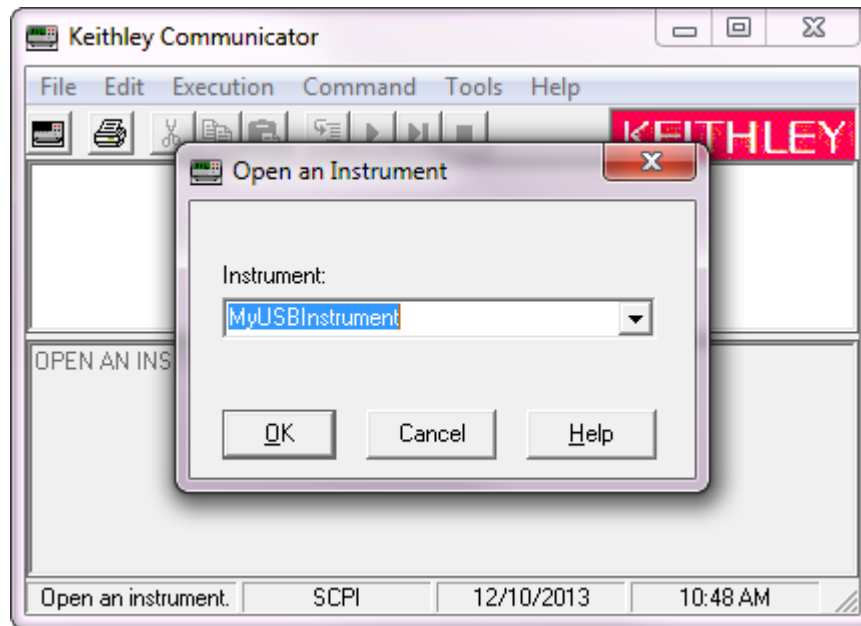 Keithley Communicator
File Edit Execution Command Tools Help
KEITHLEY
Open an Instrument
Instrument:
MyUSBInstrument
OPEN AN INS
OK Cancel Help
Open an instrument. SCPI 12/10/2013 10:48 AM